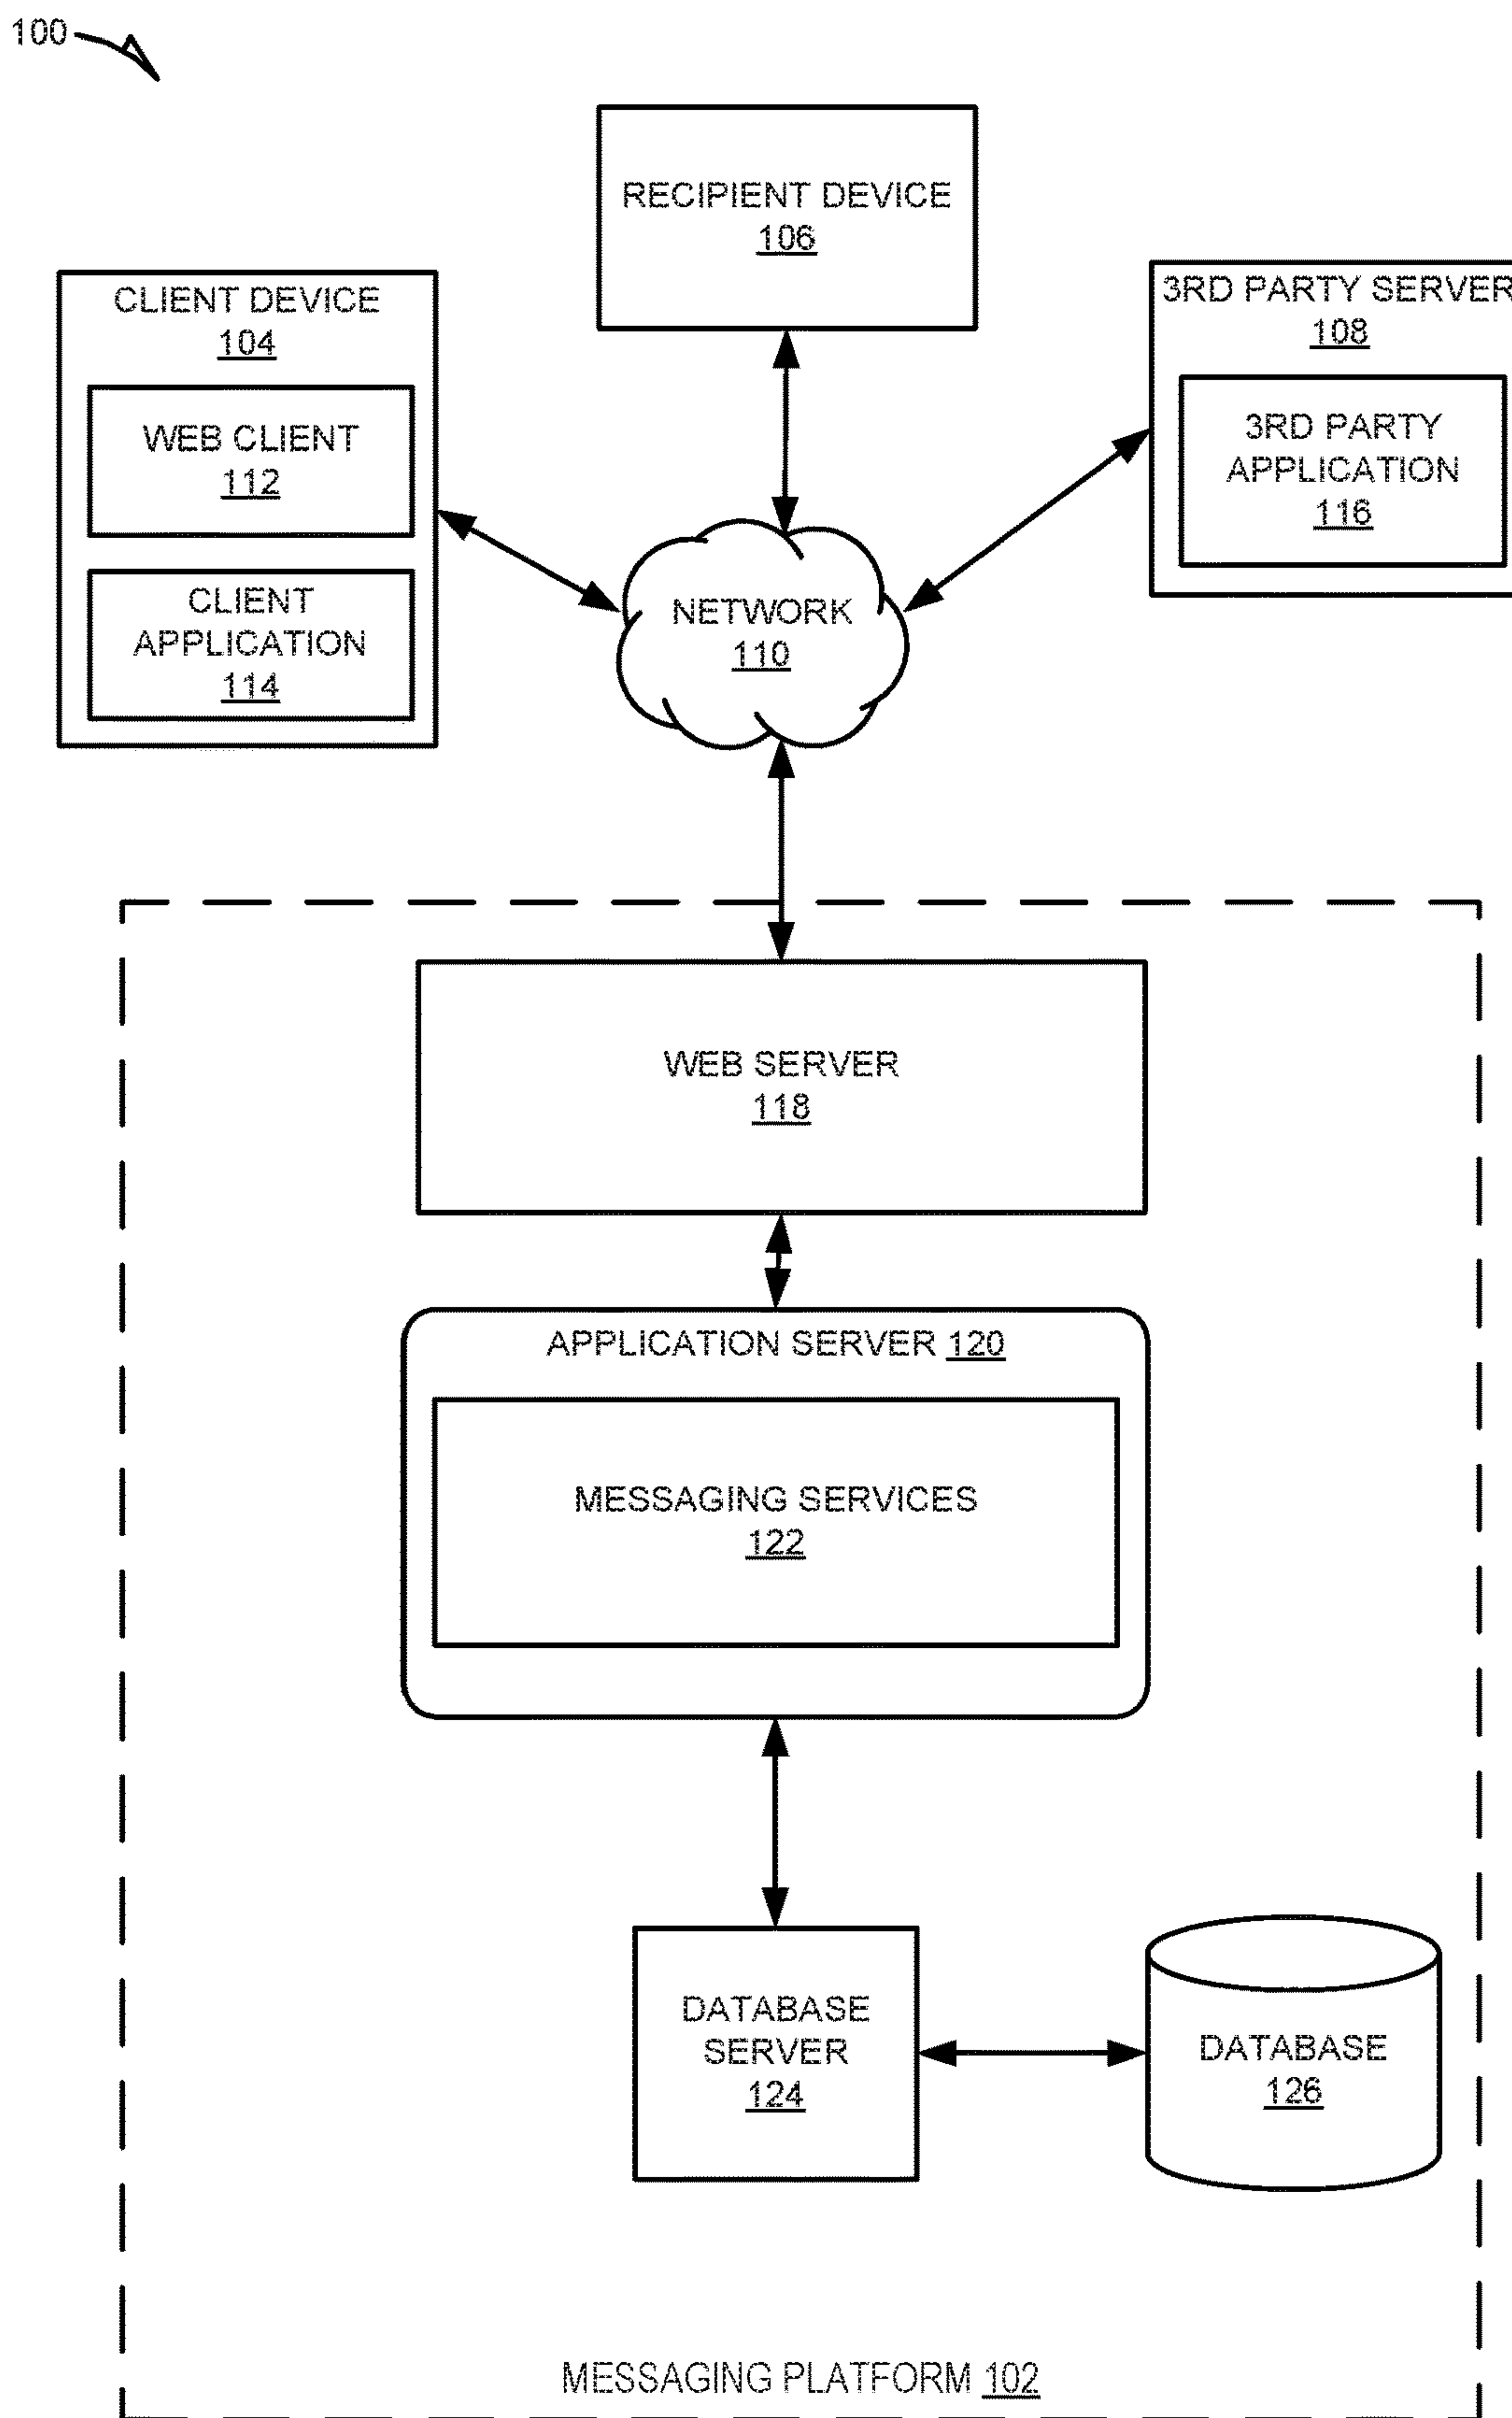 100
RECIPIENT DEVICE
106
CLIENT DEVICE
104
WEB CLIENT
112
CLIENT
APPLICATION
114
3RD PARTY SERVER
108
3RD PARTY
APPLICATION
116
NETWORK
110
WEB SERVER
118
APPLICATION SERVER 120
MESSAGING SERVICES
122
DATABASE
SERVER
124
DATABASE
126
MESSAGING PLATFORM 102